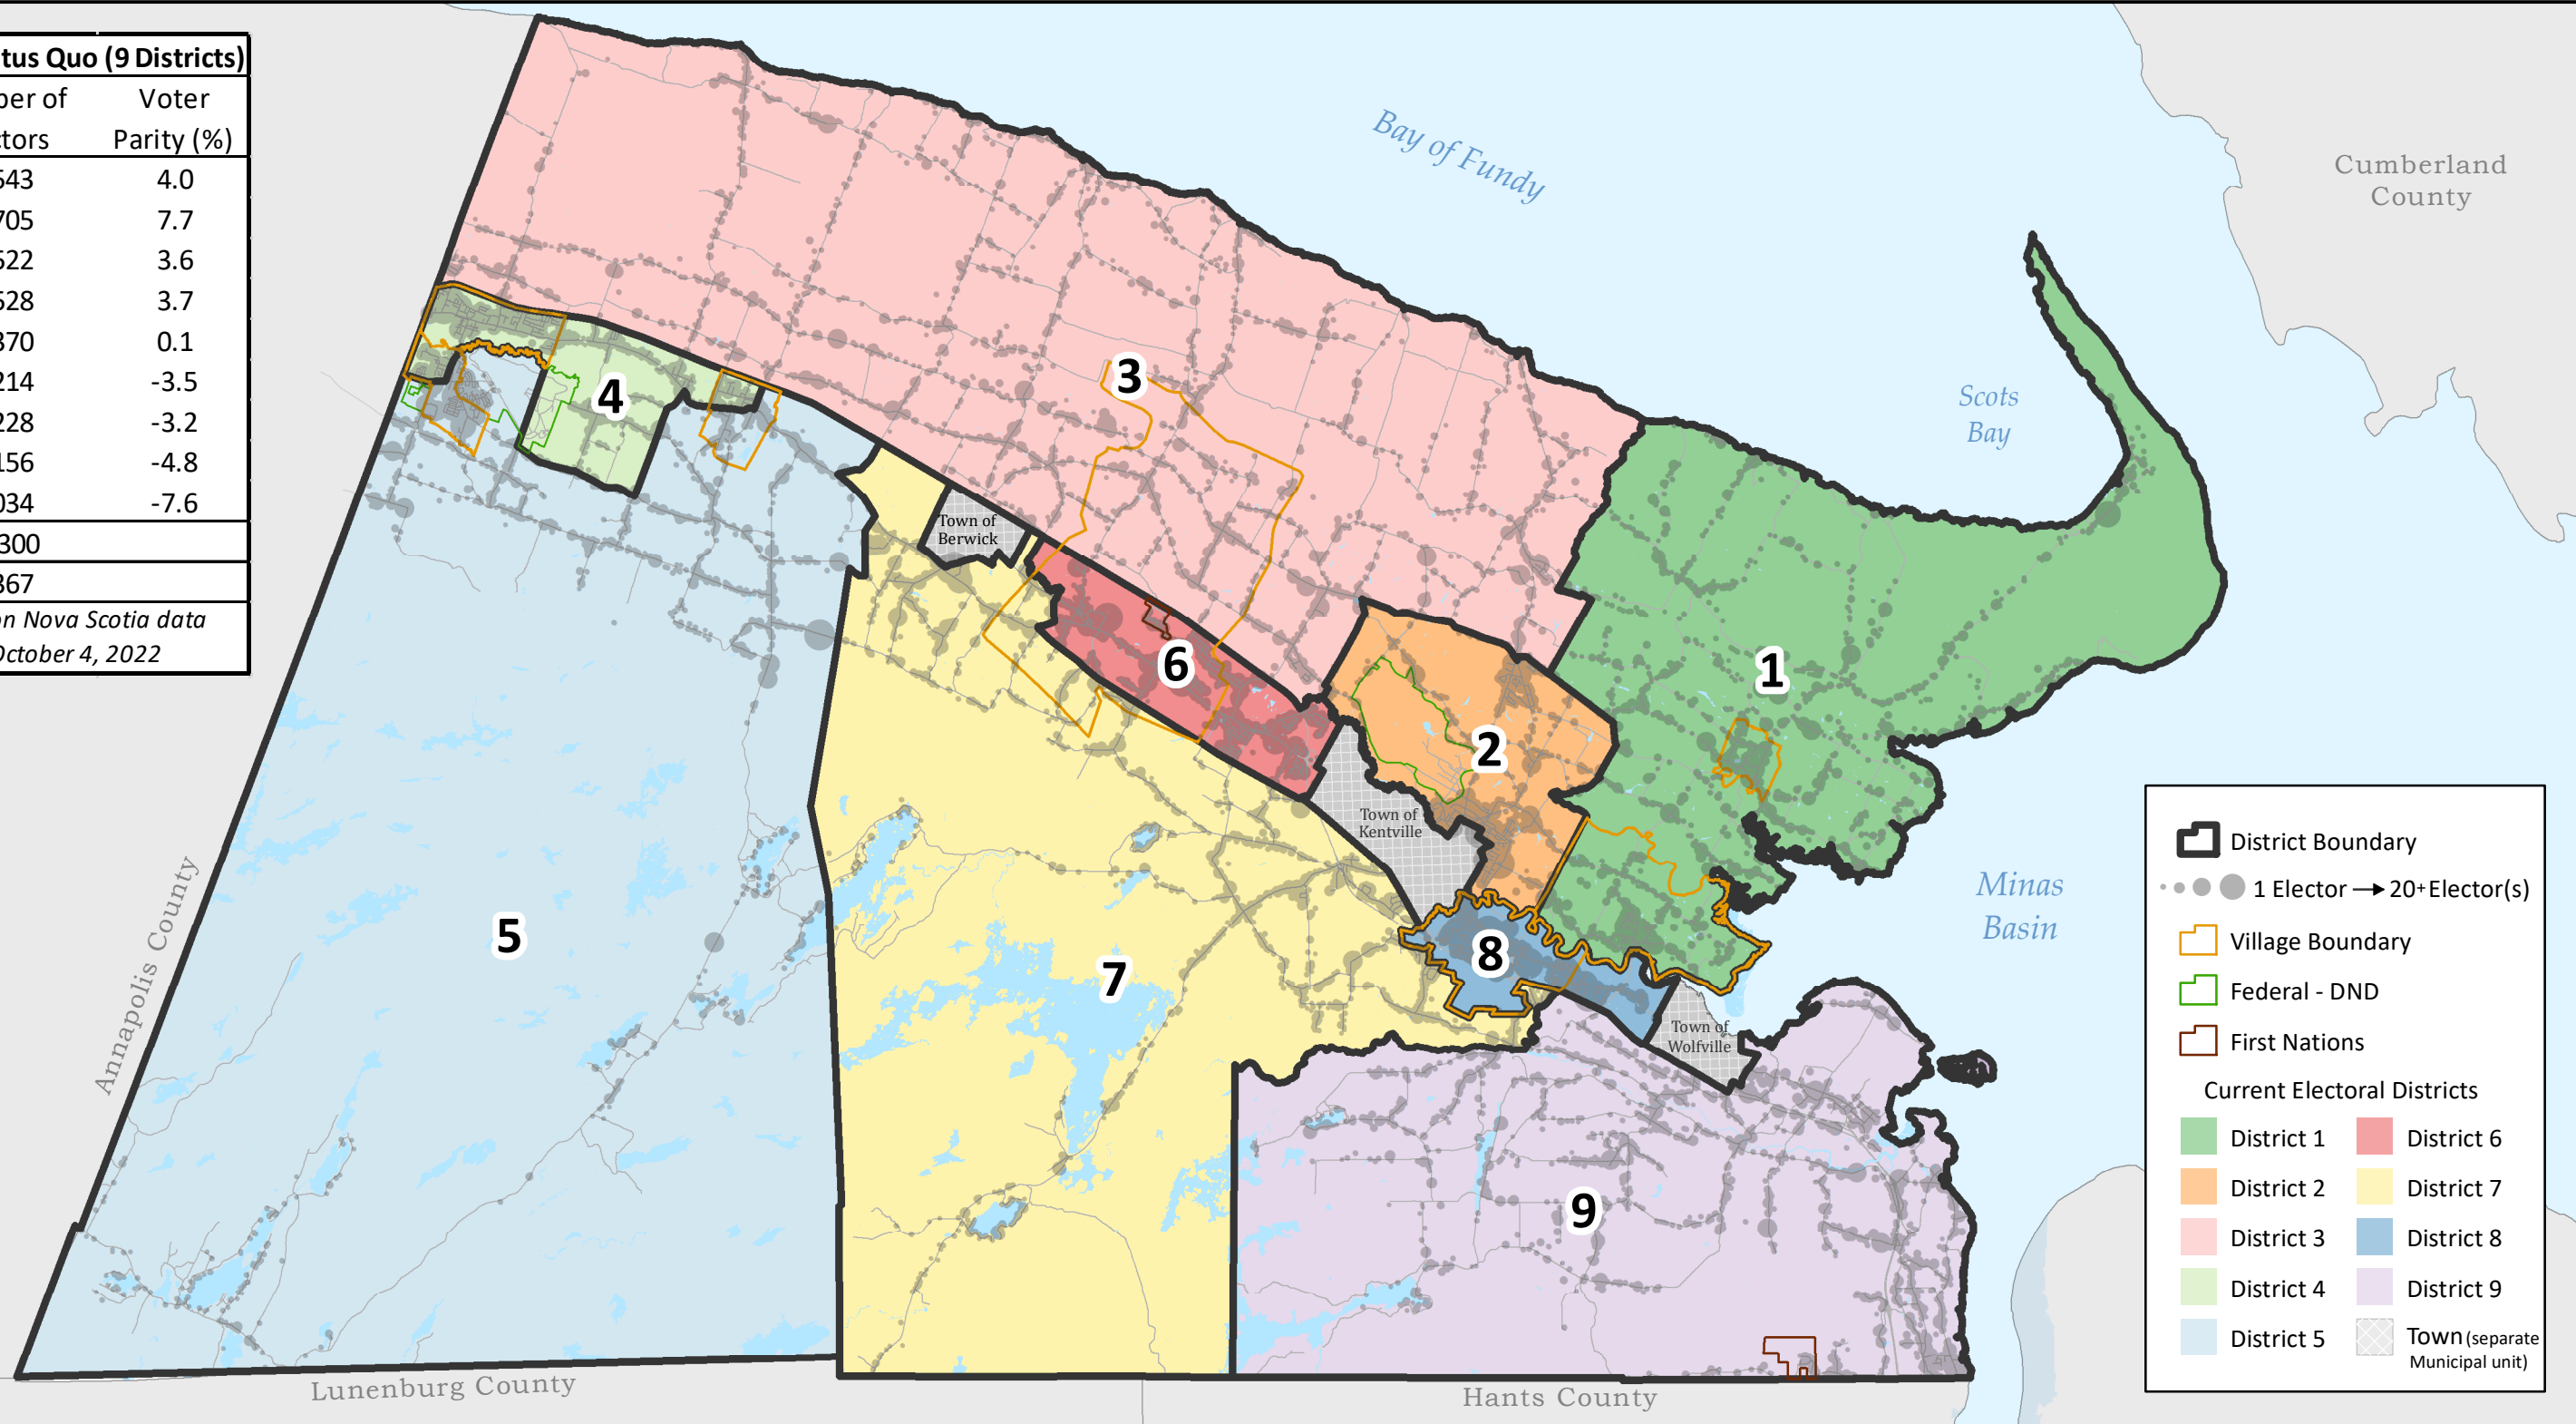 tus Quo (9 Districts)
ber of Voter
ctors Parity (%)
543 4.0
705 7.7
522 3.6
528 3.7
370 0.1
214 -3.5
228 -3.2
156 -4.8
034 -7.6
300
367
on Nova Scotia data
October 4, 2022
Bay of Fundy
Cumberland
County
Scots
Bay
3
4
Town of
Berwick
6
1
2
Town of
Kentville
Minas
Basin
Annapolis County
5
7
8
Town of
Wolfville
9
Lunenburg County
Hants County
District Boundary
1 Elector → 20+ Elector(s)
Village Boundary
Federal - DND
First Nations
Current Electoral Districts
District 1 District 6
District 2 District 7
District 3 District 8
District 4 District 9
District 5 Town (separate
Municipal unit)